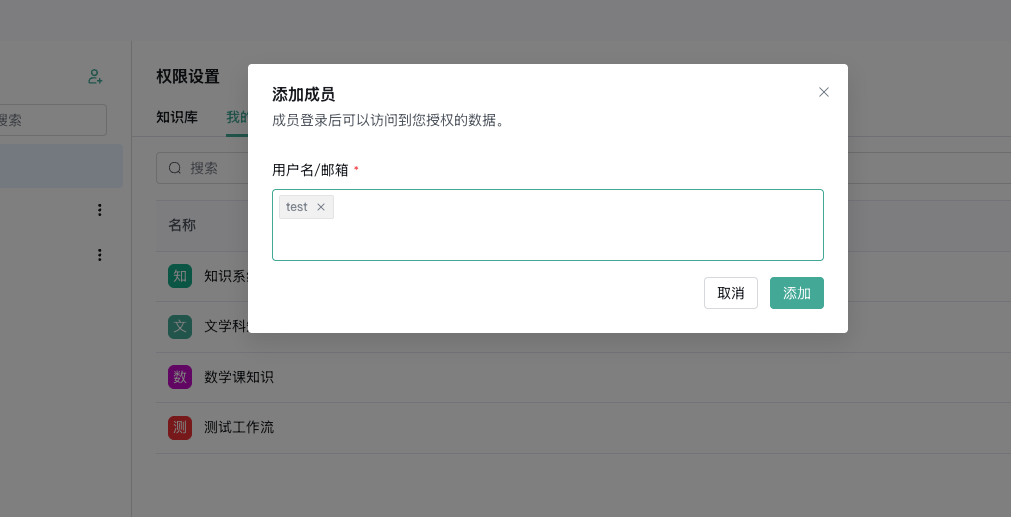 权限设置
知识库 我的
搜索
搜索
名称
知 知识系
文 文学科
数 数学课知识
测 测试工作流
添加成员
成员登录后可以访问到您授权的数据。
用户名/邮箱 *
test
取消 添加